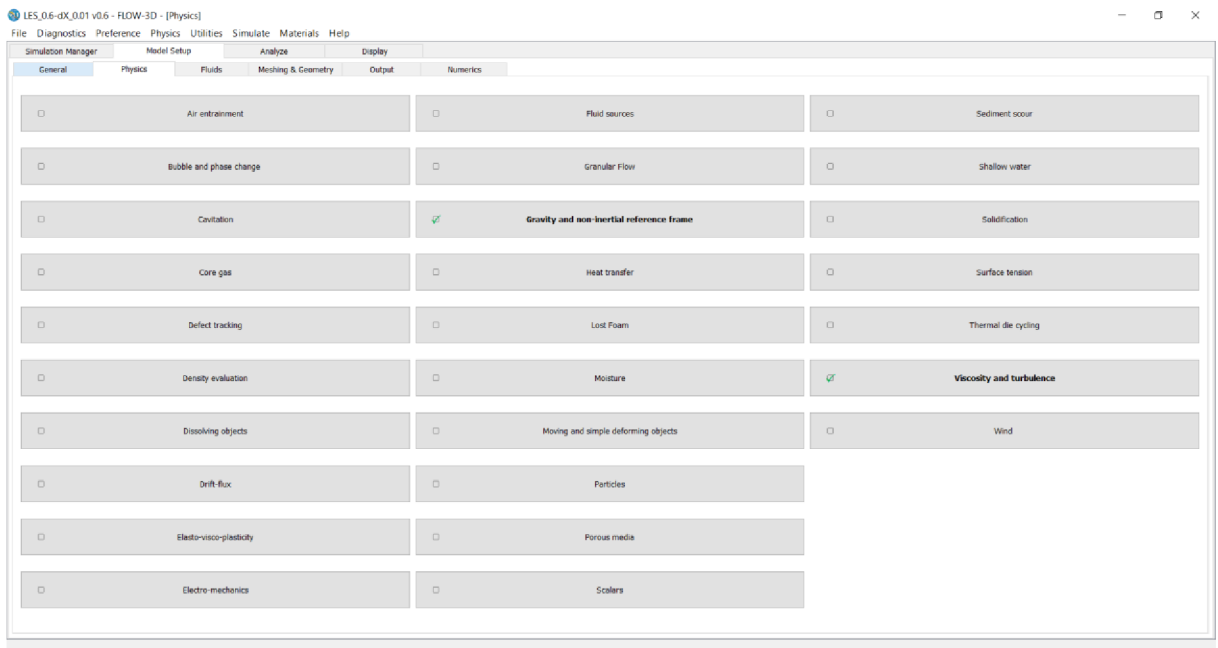 LES_0.6-dX_0.01 v0.6 - FLOW-3D - [Physics]
File Diagnostics Preference Physics Utilities Simulate Materials Help
Simulation Manager Model Setup Analyze Display
General Physics Fluids Meshing & Geometry Output Numerics
Air entrainment Fluid sources Sediment scour
Bubble and phase change Granular Flow Shallow water
Cavitation Gravity and non-inertial reference frame Solidification
Core gas Heat transfer Surface tension
Defect tracking Lost Foam Thermal die cycling
Density evaluation Moisture Viscosity and turbulence
Dissolving objects Moving and simple deforming objects Wind
Drift-flux Particles
Elasto-visco-plasticity Porous media
Electro-mechanics Scalars